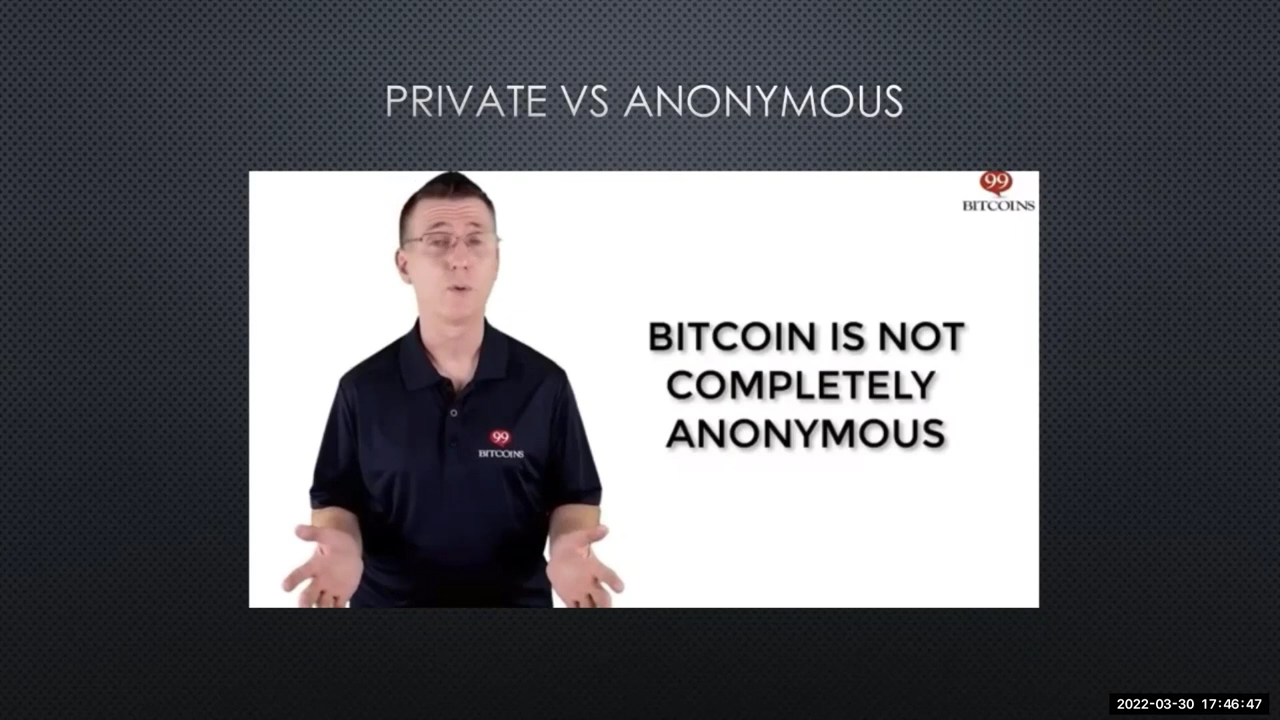 PRIVATE VS ANONYMOUS
99
BITCOINS
BITCOIN IS NOT
COMPLETELY
ANONYMOUS
99
BITCOINS
2022-03-30 17:46:47